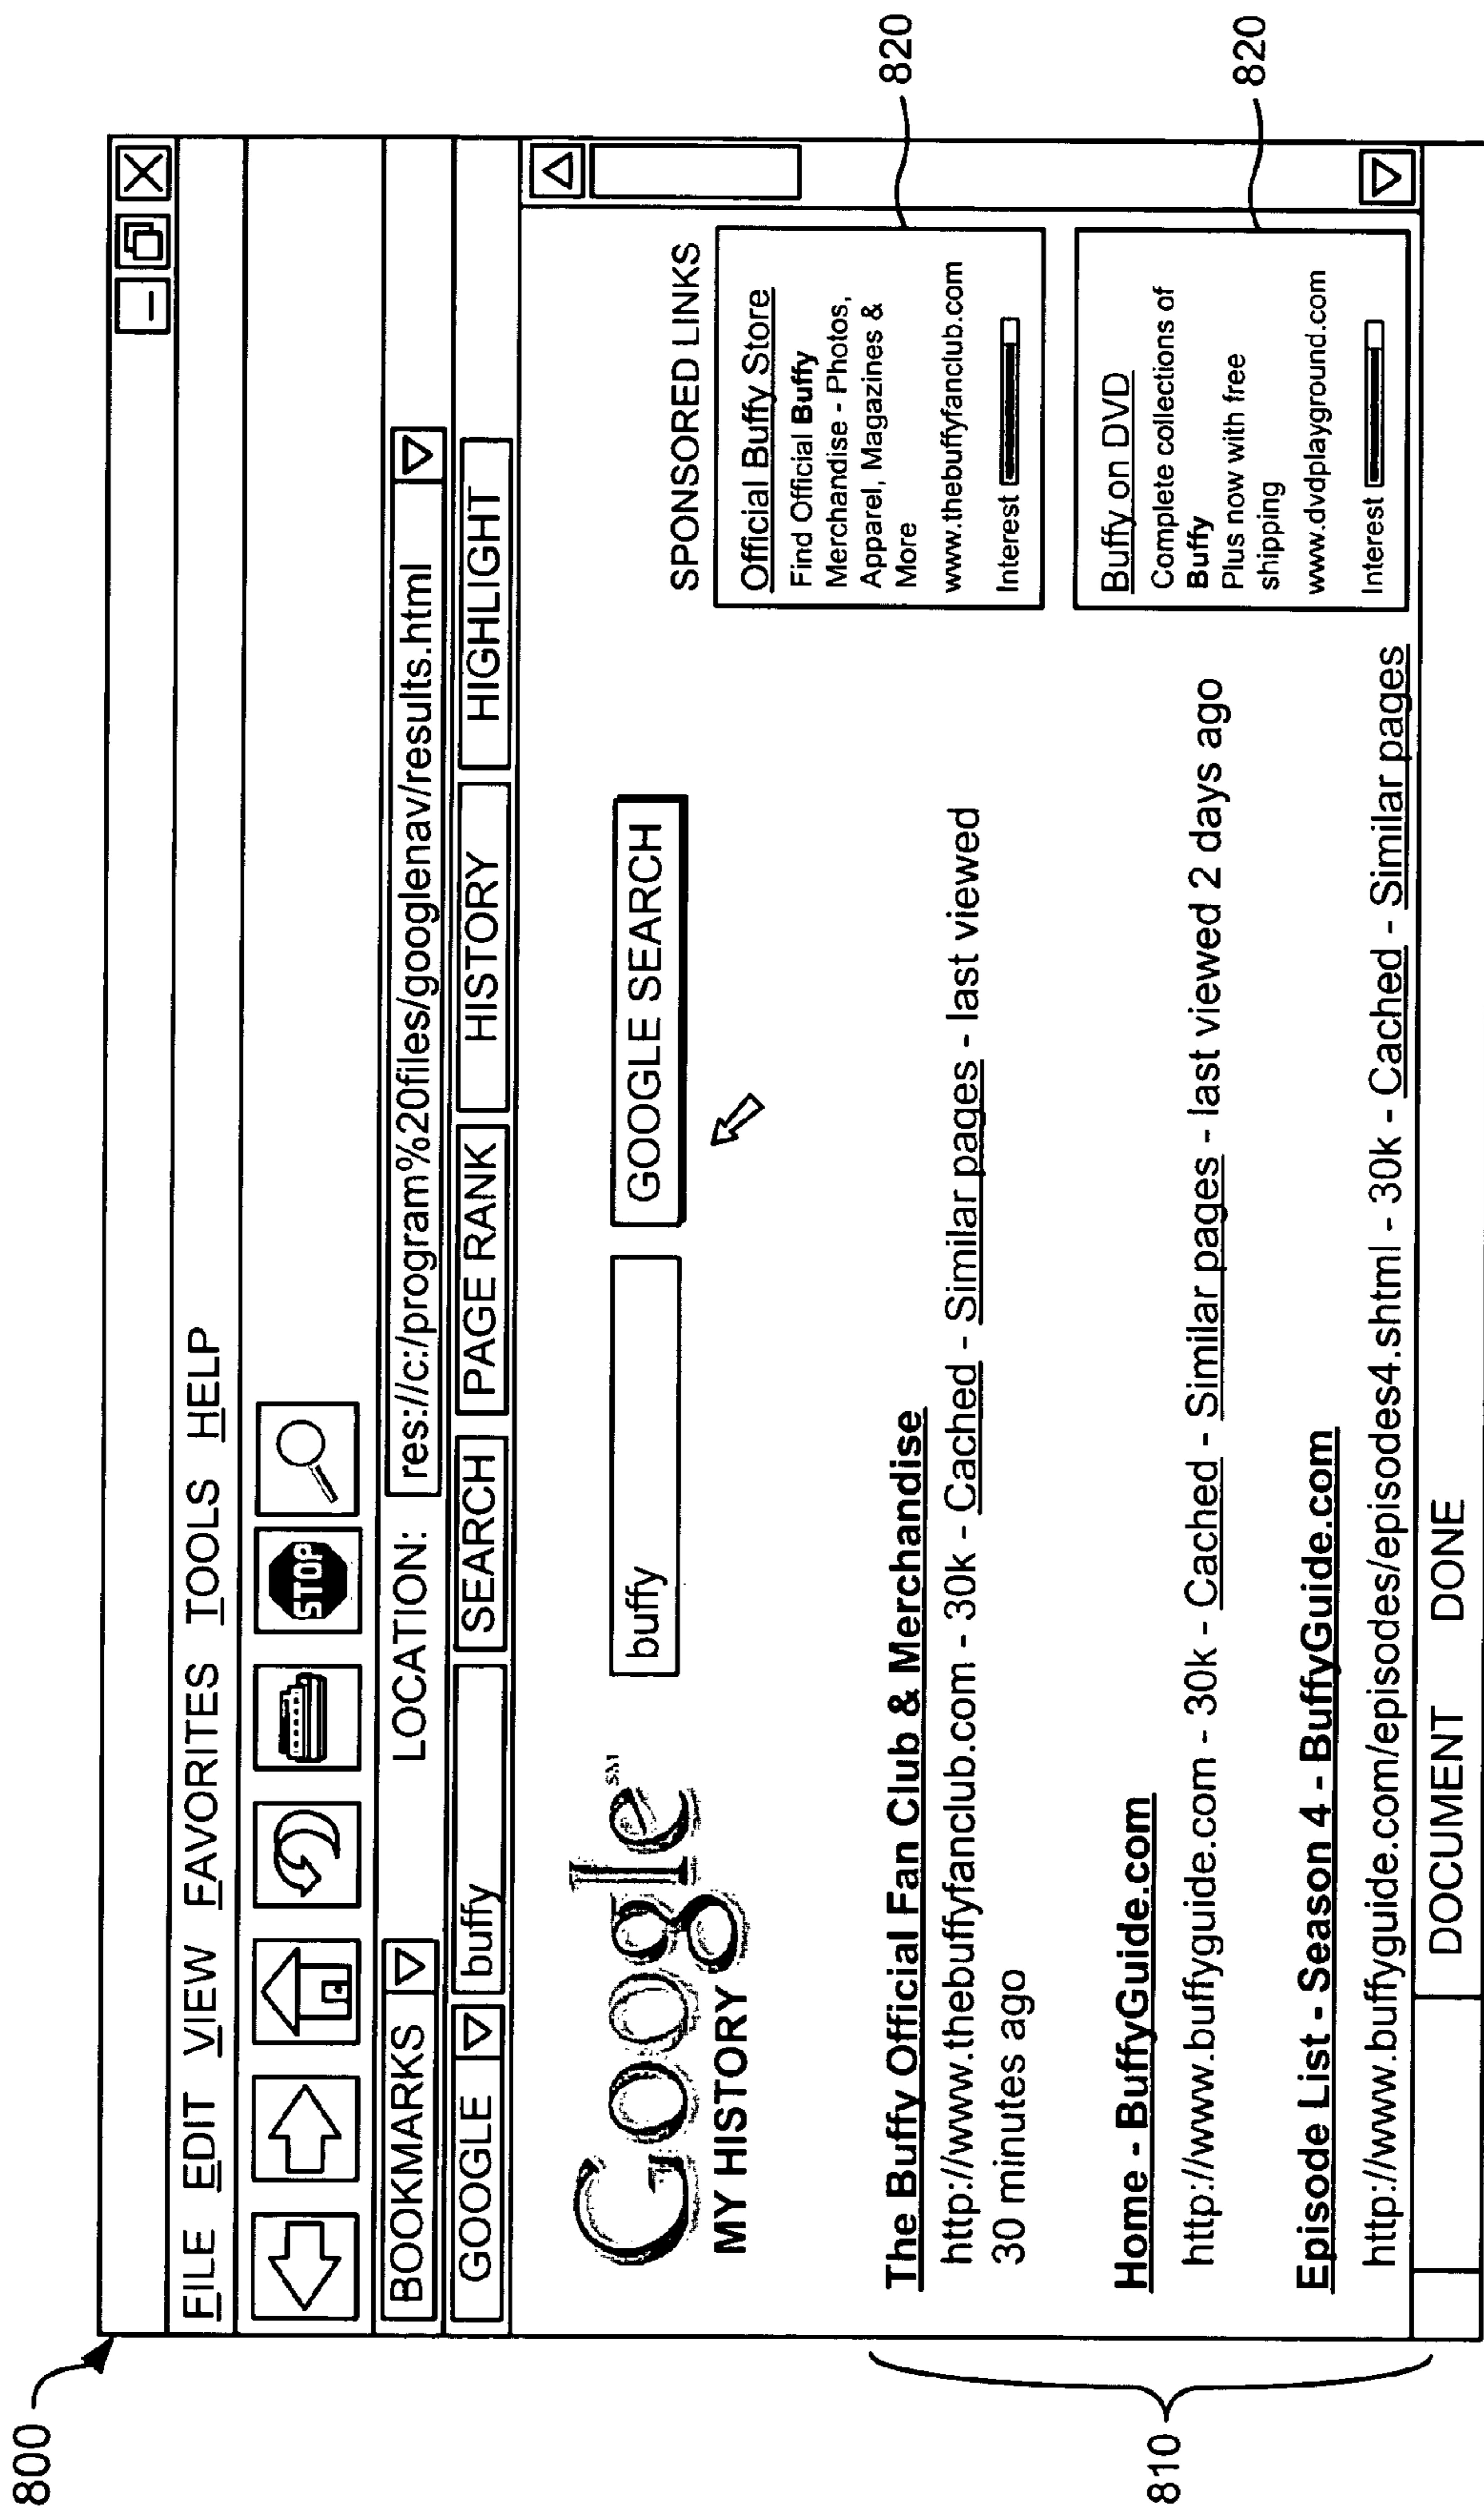 800
FILE EDIT VIEW FAVORITES TOOLS HELP
STOP
BOOKMARKS LOCATION: res://c:/program%20files/googlenav/results.html
GOOGLE buffy SEARCH PAGE RANK HISTORY HIGHLIGHT
Google SM buffy GOOGLE SEARCH
MY HISTORY
SPONSORED LINKS
The Buffy Official Fan Club & Merchandise
http://www.thebuffyfanclub.com - 30k - Cached - Similar pages - last viewed
30 minutes ago
Home - BuffyGuide.com
http://www.buffyguide.com - 30k - Cached - Similar pages - last viewed 2 days ago
Episode List - Season 4 - BuffyGuide.com
http://www.buffyguide.com/episodes/episodes4.shtml - 30k - Cached - Similar pages
810
Official Buffy Store
Find Official Buffy
Merchandise - Photos,
Apparel, Magazines &
More
www.thebuffyfanclub.com
Interest
820
Buffy on DVD
Complete collections of
Buffy
Plus now with free
shipping
www.dvdplayground.com
Interest
820
DOCUMENT DONE